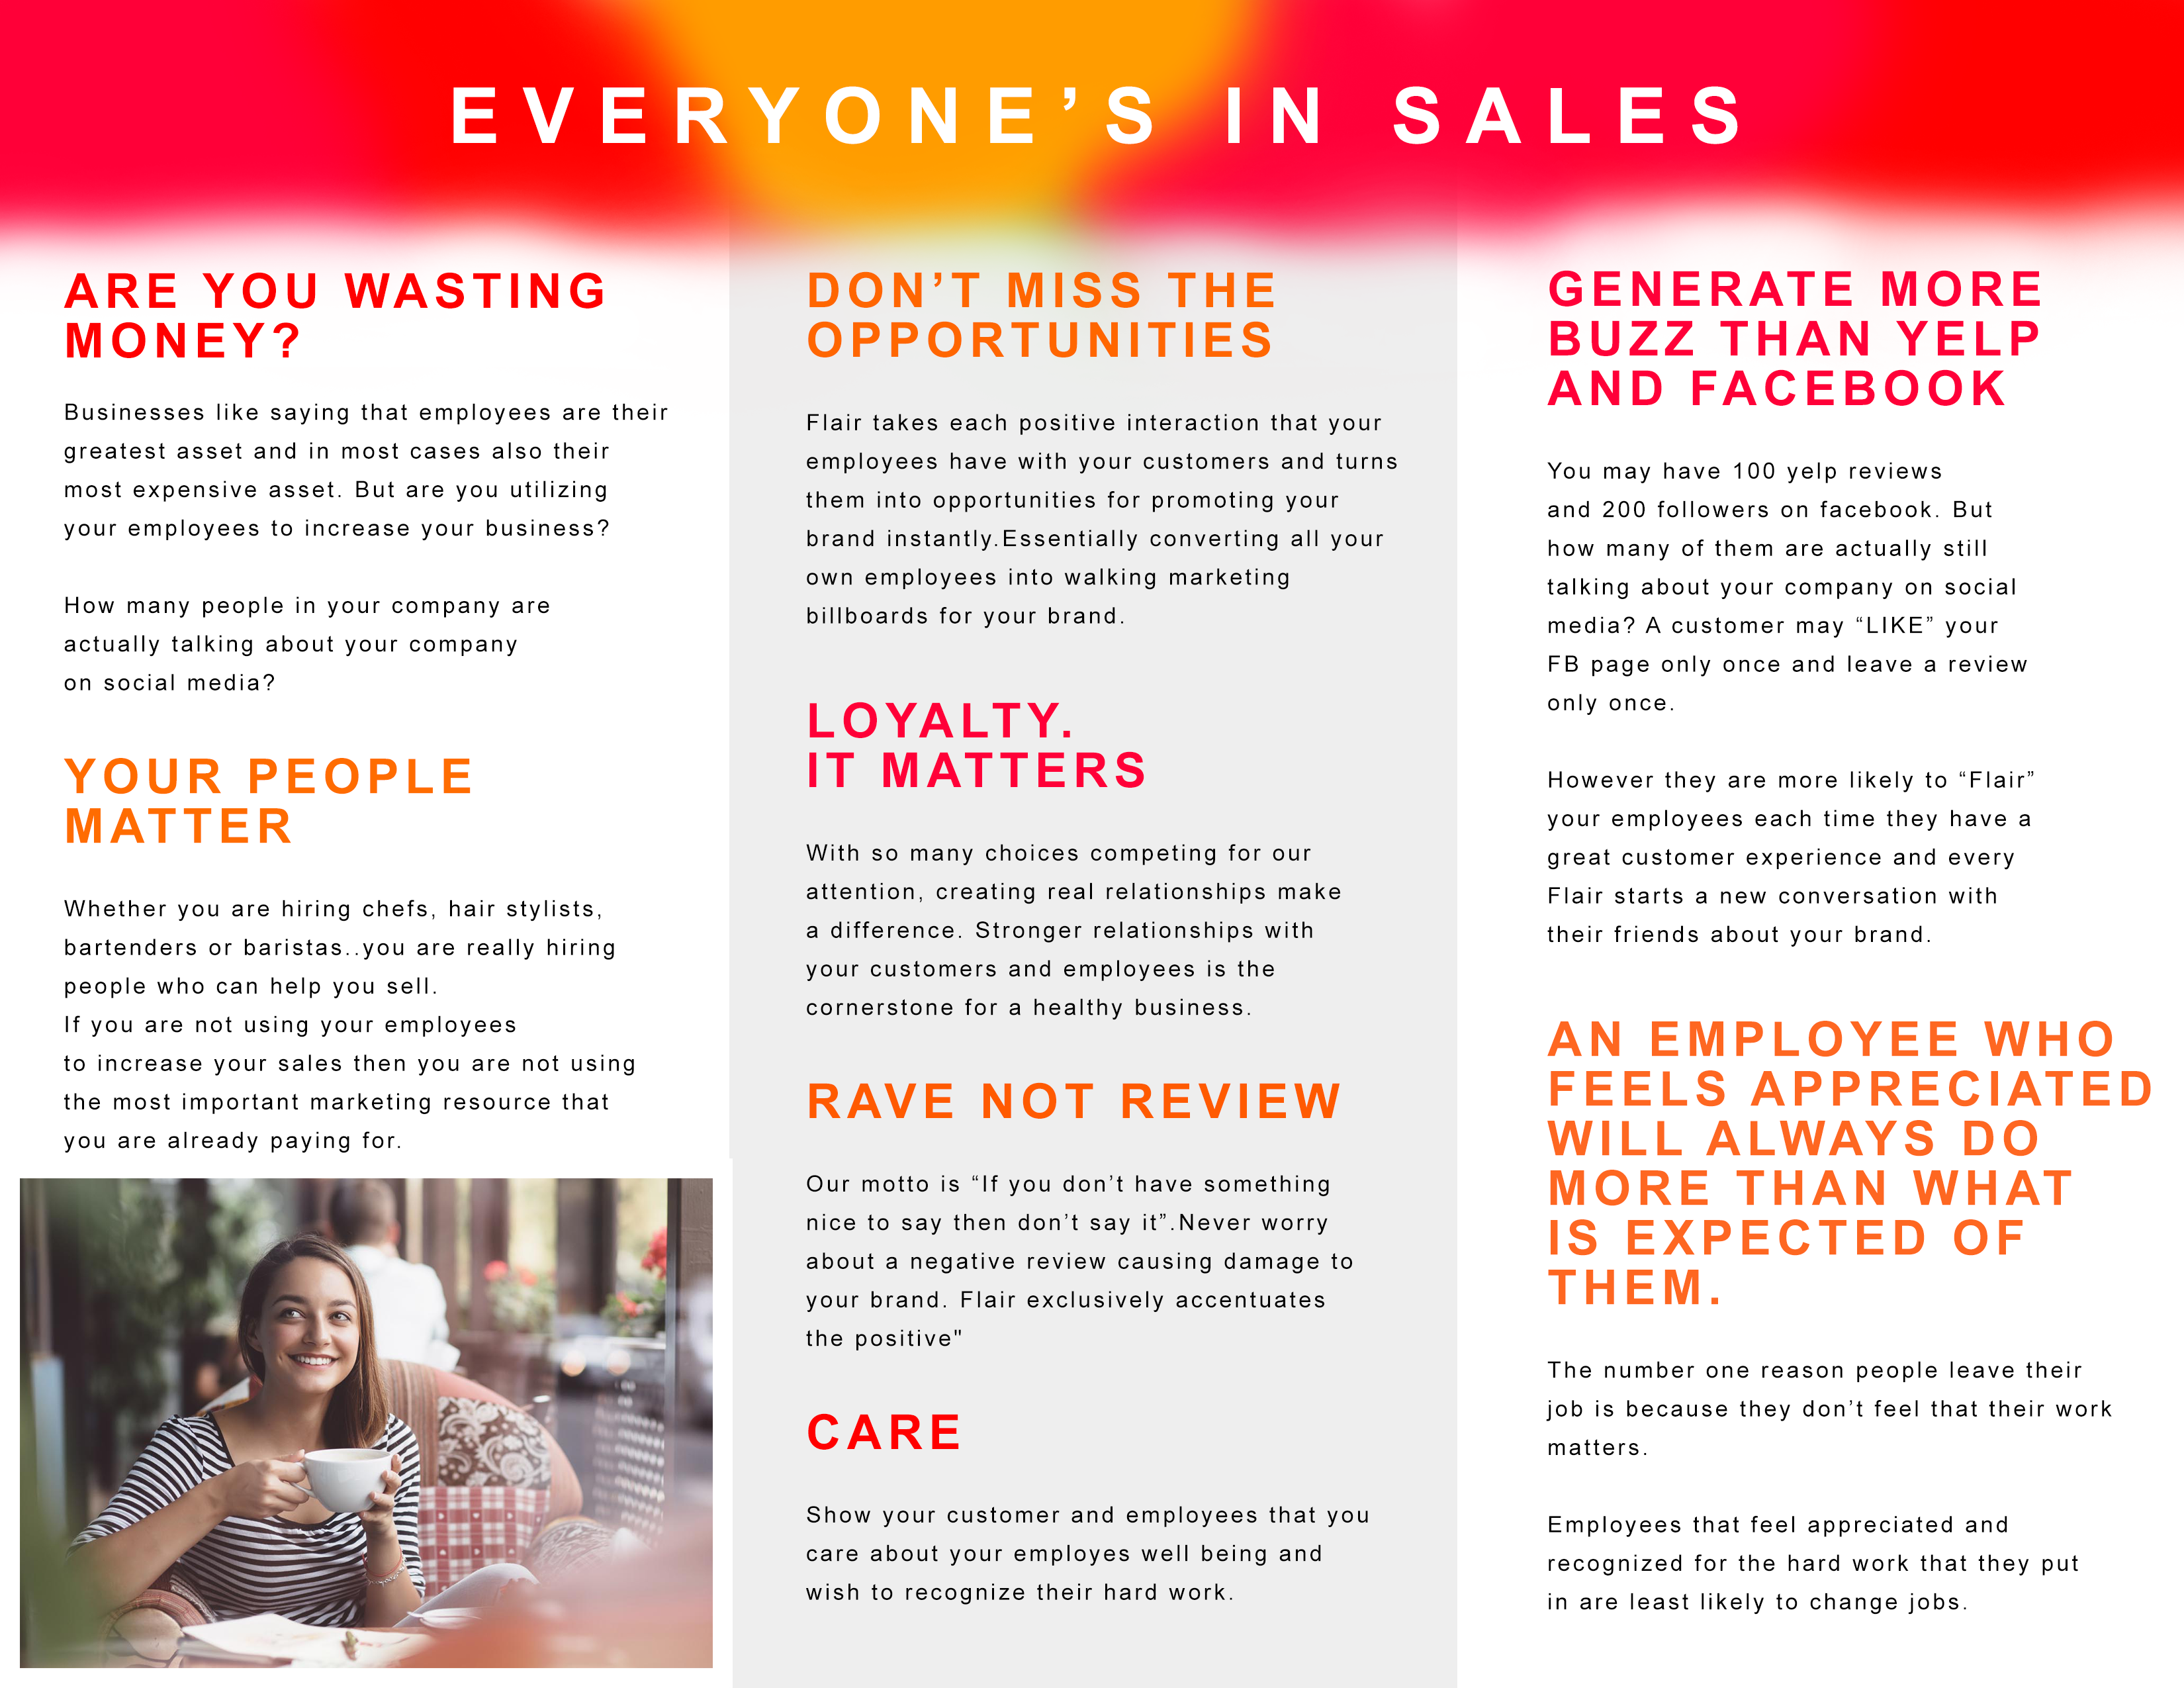 EVERYONE’S IN SALES
ARE YOU WASTING
MONEY?
Businesses like saying that employees are their
greatest asset and in most cases also their
most expensive asset. But are you utilizing
your employees to increase your business?
How many people in your company are
actually talking about your company
on social media?
YOUR PEOPLE
MATTER
Whether you are hiring chefs, hair stylists,
bartenders or baristas..you are really hiring
people who can help you sell.
If you are not using your employees
to increase your sales then you are not using
the most important marketing resource that
you are already paying for.
DON’T MISS THE
OPPORTUNITIES
Flair takes each positive interaction that your
employees have with your customers and turns
them into opportunities for promoting your
brand instantly.Essentially converting all your
own employees into walking marketing
billboards for your brand.
LOYALTY.
IT MATTERS
With so many choices competing for our
attention, creating real relationships make
a difference. Stronger relationships with
your customers and employees is the
cornerstone for a healthy business.
RAVE NOT REVIEW
Our motto is “If you don’t have something
nice to say then don’t say it”.Never worry
about a negative review causing damage to
your brand. Flair exclusively accentuates
the positive"
CARE
Show your customer and employees that you
care about your employes well being and
wish to recognize their hard work.
GENERATE MORE
BUZZ THAN YELP
AND FACEBOOK
You may have 100 yelp reviews
and 200 followers on facebook. But
how many of them are actually still
talking about your company on social
media? A customer may “LIKE” your
FB page only once and leave a review
only once.
However they are more likely to “Flair”
your employees each time they have a
great customer experience and every
Flair starts a new conversation with
their friends about your brand.
AN EMPLOYEE WHO
FEELS APPRECIATED
WILL ALWAYS DO
MORE THAN WHAT
IS EXPECTED OF
THEM.
The number one reason people leave their
job is because they don’t feel that their work
matters.
Employees that feel appreciated and
recognized for the hard work that they put
in are least likely to change jobs.